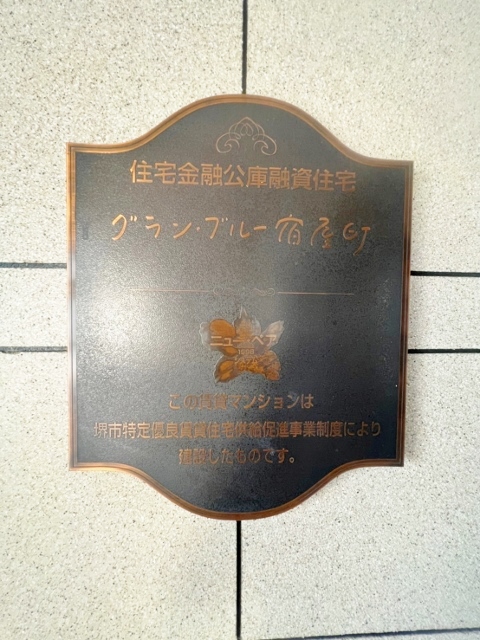 住宅金融公庫融資住宅
グラン・ブルー宿屋町
ニュー・ペア
この賃貸マンションは
堺市特定優良賃貸住宅供給促進事業制度により
建設したものです。